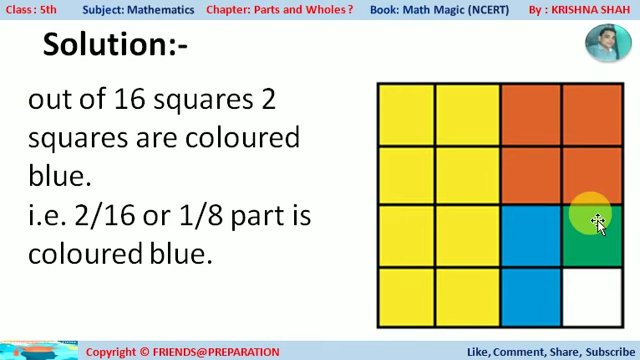 Class : 5th Subject: Mathematics Chapter: Parts and Wholes ? Book: Math Magic (NCERT) By : KRISHNA SHAH
Solution:-
out of 16 squares 2
squares are coloured
blue.
i.e. 2/16 or 1/8 part is
coloured blue.
Copyright © FRIENDS@PREPARATION Like, Comment, Share, Subscribe